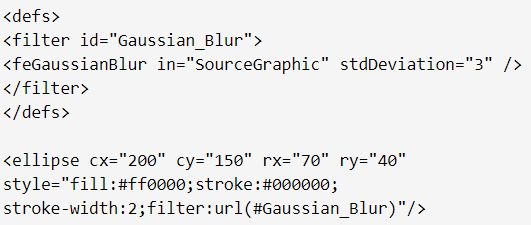 <defs>
<filter id="Gaussian_Blur">
<feGaussianBlur in="SourceGraphic" stdDeviation="3" />
</filter>
</defs>
<ellipse cx="200" cy="150" rx="70" ry="40"
style="fill:#ff0000;stroke:#000000;
stroke-width:2;filter:url(#Gaussian_Blur)"/>